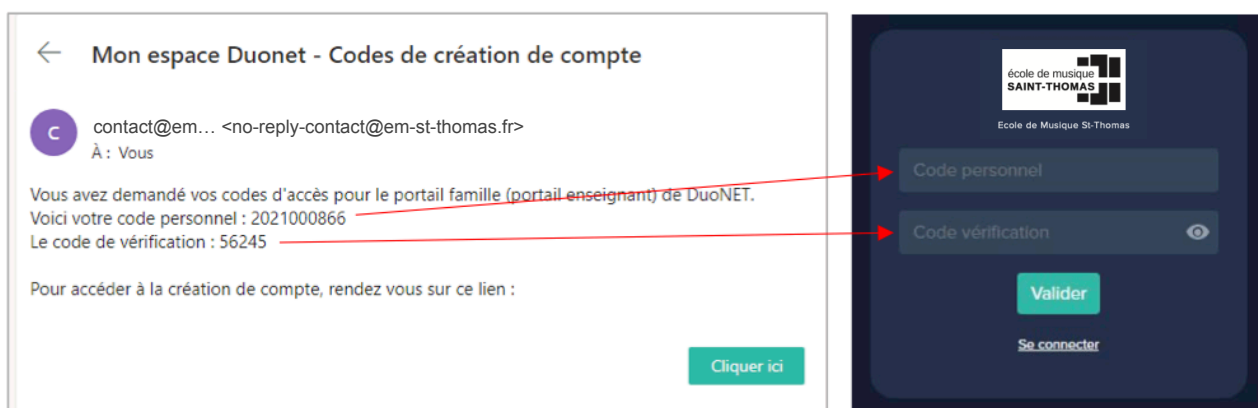 Mon espace Duonet - Codes de création de compte
C
contact@em… <no-reply-contact@em-st-thomas.fr>
À : Vous
Vous avez demandé vos codes d'accès pour le portail famille (portail enseignant) de DuoNET.
Voici votre code personnel : 2021000866
Le code de vérification : 56245
Pour accéder à la création de compte, rendez vous sur ce lien :
Cliquer ici
école de musique
SAINT-THOMAS
Ecole de Musique St-Thomas
Code personnel
Code vérification
Valider
Se connecter